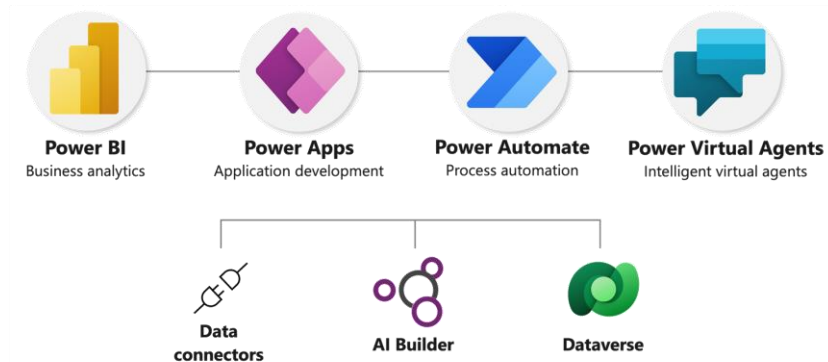 Power BI
Business analytics
Power Apps
Application development
Power Automate
Process automation
Power Virtual Agents
Intelligent virtual agents
Data
connectors
AI Builder
Dataverse